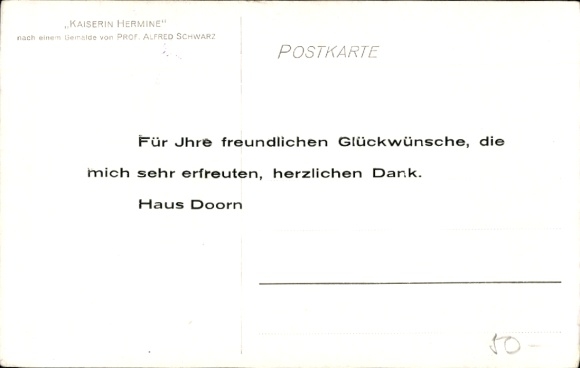 „KAISERIN HERMINE"
nach einem Gemälde von PROF. ALFRED SCHWARZ
POSTKARTE
Für Jhre freundlichen Glückwünsche, die
mich sehr erfreuten, herzlichen Dank.
Haus Doorn
50-